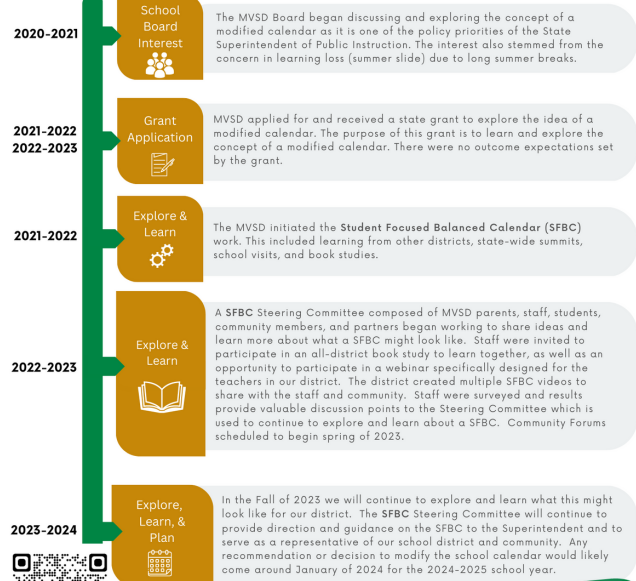 2020-2021
School
Board
Interest
The MVSD Board began discussing and exploring the concept of a
modified calendar as it is one of the policy priorities of the State
Superintendent of Public Instruction. The interest also stemmed from the
concern in learning loss (summer slide) due to long summer breaks.
2021-2022
2022-2023
Grant
Application
MVSD applied for and received a state grant to explore the idea of a
modified calendar. The purpose of this grant is to learn and explore the
concept of a modified calendar. There were no outcome expectations set
by the grant.
2021-2022
Explore &
Learn
The MVSD initiated the Student Focused Balanced Calendar (SFBC)
work. This included learning from other districts, state-wide summits,
school visits, and book studies.
2022-2023
Explore &
Learn
A SFBC Steering Committee composed of MVSD parents, staff, students,
community members, and partners began working to share ideas and
learn more about what a SFBC might look like. Staff were invited to
participate in an all-district book study to learn together, as well as an
opportunity to participate in a webinar specifically designed for the
teachers in our district. The district created multiple SFBC videos to
share with the staff and community. Staff were surveyed and results
provide valuable discussion points to the Steering Committee which is
used to continue to explore and learn about a SFBC. Community Forums
scheduled to begin spring of 2023.
2023-2024
Explore,
Learn, &
Plan
In the Fall of 2023 we will continue to explore and learn what this might
look like for our district. The SFBC Steering Committee will continue to
provide direction and guidance on the SFBC to the Superintendent and to
serve as a representative of our school district and community. Any
recommendation or decision to modify the school calendar would likely
come around January of 2024 for the 2024-2025 school year.